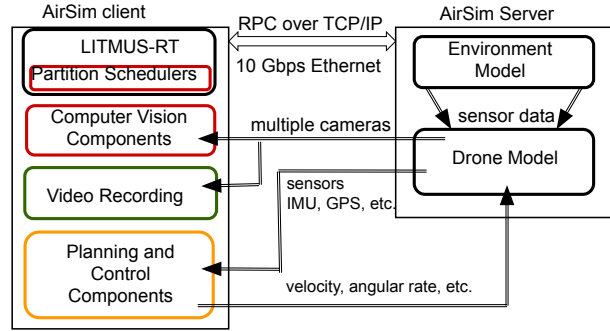 AirSim client
RPC over TCP/IP
AirSim Server
LITMUS-RT
Partition Schedulers
10 Gbps Ethernet
Environment
Model
Computer Vision
Components
multiple cameras
sensor data
Drone Model
Video Recording
sensors
IMU, GPS, etc.
Planning and
Control
Components
velocity, angular rate, etc.